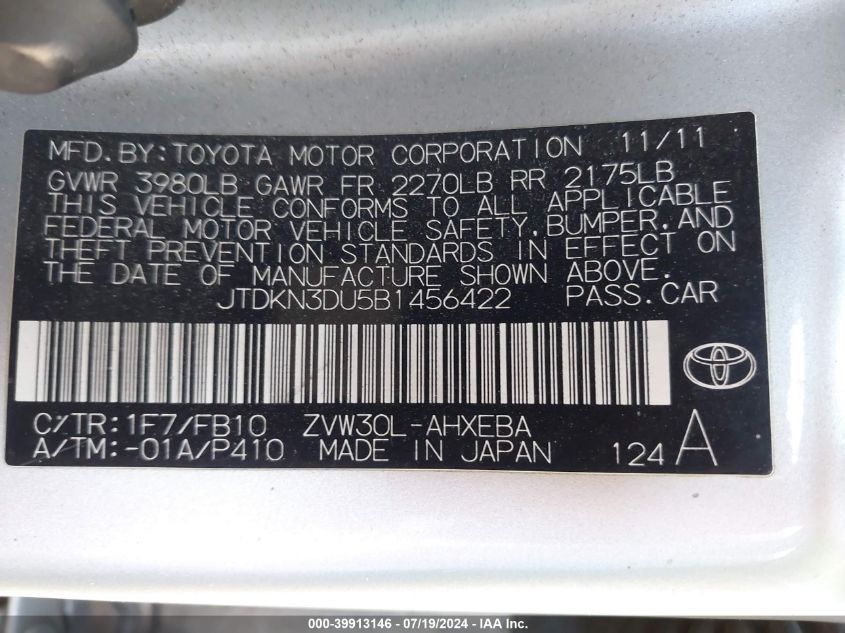 MFD.BY:TOYOTA MOTOR CORPORATION 11/11
GVWR 3980LB GAWR FR 2270LB RR 2175LB
THIS VEHICLE CONFORMS TO ALL APPLICABLE
FEDERAL MOTOR VEHICLE SAFETY,BUMPER,AND
THEFT PREVENTION STANDARDS IN EFFECT ON
THE DATE OF MANUFACTURE SHOWN ABOVE.
JTDKN3DU5B1456422 PASS.CAR
C/TR:1F7/FB10 ZVW30L-AHXEBA
A/TM:-01A/P410 MADE IN JAPAN 124 A
000-39913146 - 07/19/2024 - IAA Inc.